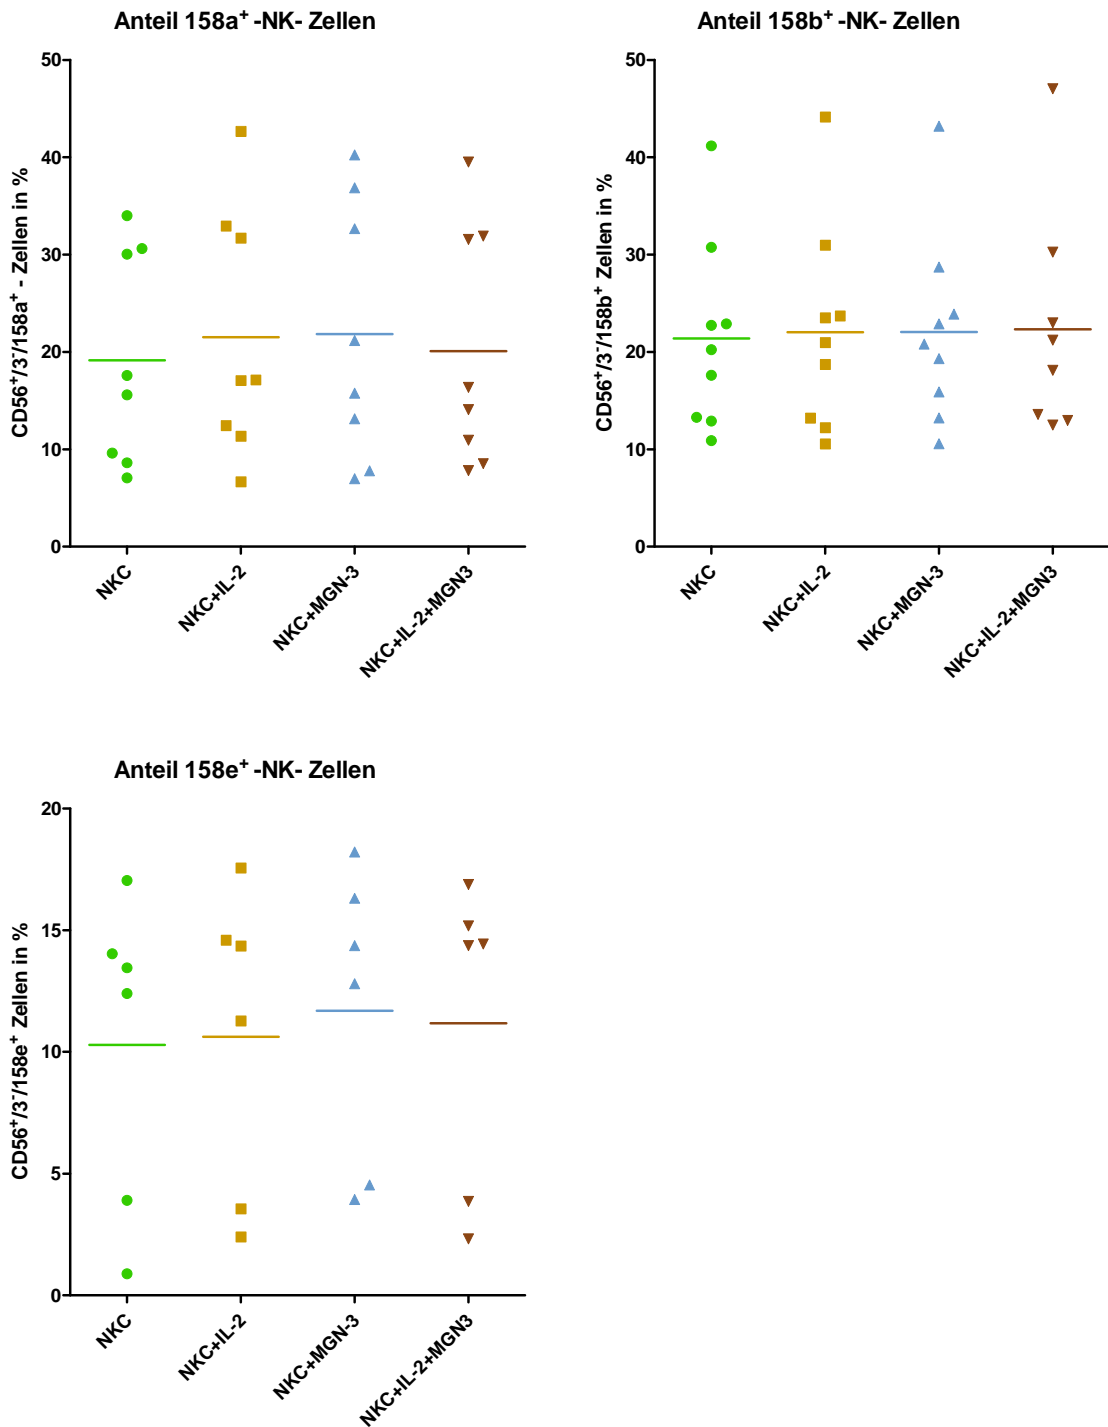 Anteil 158a⁺ -NK- Zellen
CD56⁺/3⁻/158a⁺ - Zellen in %
50
40
30
20
10
0
NKC
NKC+IL-2
NKC+MGN-3
NKC+IL-2+MGN3
Anteil 158b⁺ -NK- Zellen
CD56⁺/3⁻/158b⁺ Zellen in %
50
40
30
20
10
0
NKC
NKC+IL-2
NKC+MGN-3
NKC+IL-2+MGN3
Anteil 158e⁺ -NK- Zellen
CD56⁺/3⁻/158e⁺ Zellen in %
20
15
10
5
0
NKC
NKC+IL-2
NKC+MGN-3
NKC+IL-2+MGN3